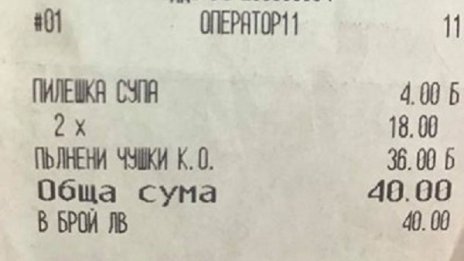 #01 ОПЕРАТОР11 11
ПИЛЕШКА СУПА 4.00 Б
2 x 18.00
ПЪЛНЕНИ ЧУШКИ К.О. 36.00 Б
Обща сума 40.00
В БРОЙ ЛВ 40.00